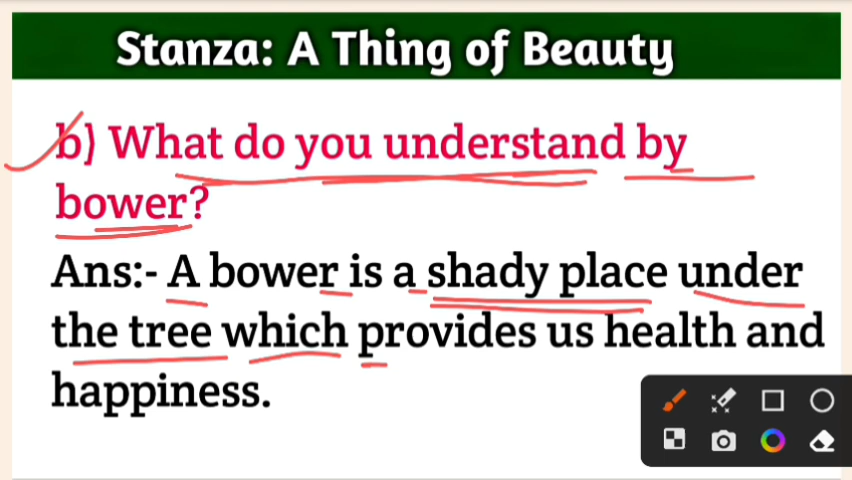 Stanza: A Thing of Beauty
b) What do you understand by
bower?
Ans:- A bower is a shady place under
the tree which provides us health and
happiness.